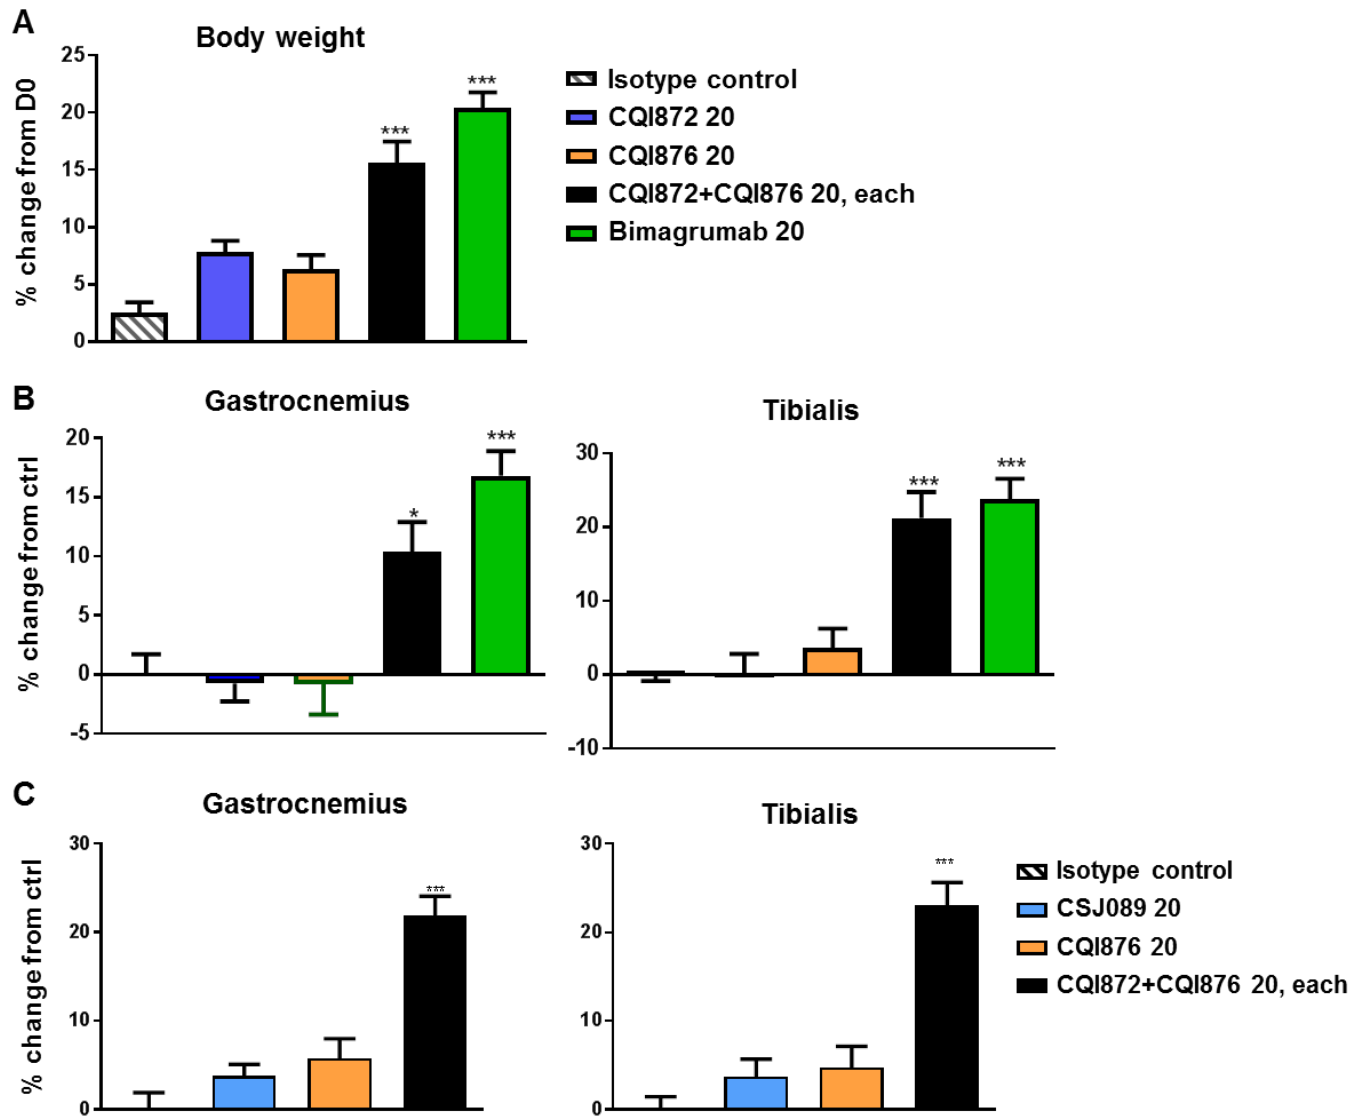 A
Body weight
% change from D0
25
20
15
10
5
0
***
***
Isotype control
CQI872 20
CQI876 20
CQI872+CQI876 20, each
Bimagrumab 20
B
Gastrocnemius
% change from ctrl
20
15
10
5
0
-5
*
***
Tibialis
30
20
10
0
-10
***
***
C
Gastrocnemius
% change from ctrl
30
20
10
0
***
Tibialis
30
20
10
0
***
Isotype control
CSJ089 20
CQI876 20
CQI872+CQI876 20, each